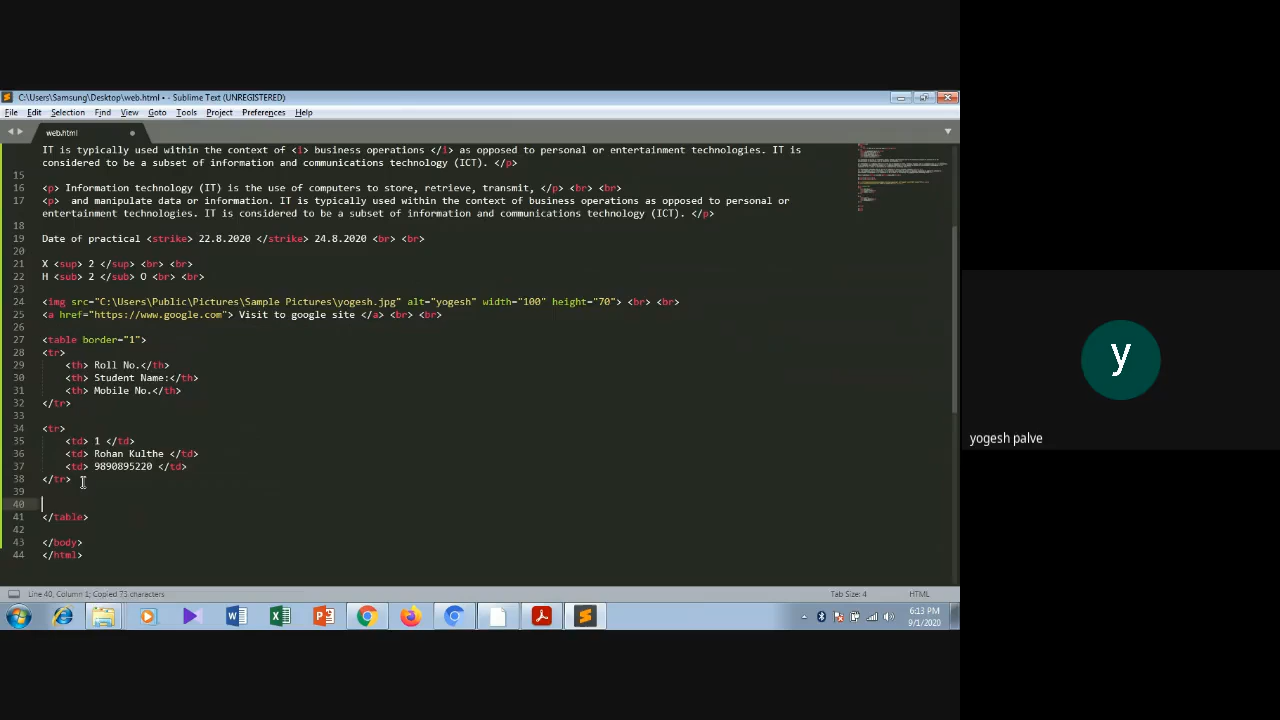 C:\Users\Samsung\Desktop\web.html • - Sublime Text (UNREGISTERED)
File Edit Selection Find View Goto Tools Project Preferences Help
web.html
IT is typically used within the context of <i> business operations </i> as opposed to personal or entertainment technologies. IT is
considered to be a subset of information and communications technology (ICT). </p>
15
16 <p> Information technology (IT) is the use of computers to store, retrieve, transmit, </p> <br> <br>
17 <p>  and manipulate data or information. IT is typically used within the context of business operations as opposed to personal or
entertainment technologies. IT is considered to be a subset of information and communications technology (ICT). </p>
18
19 Date of practical <strike> 22.8.2020 </strike> 24.8.2020 <br> <br>
20
21 X <sup> 2 </sup> <br> <br>
22 H <sub> 2 </sub> O <br> <br>
23
24 <img src="C:\Users\Public\Pictures\Sample Pictures\yogesh.jpg" alt="yogesh" width="100" height="70"> <br> <br>
25 <a href="https://www.google.com"> Visit to google site </a> <br> <br>
26
27 <table border="1">
28 <tr>
29 <th> Roll No.</th>
30 <th> Student Name:</th>
31 <th> Mobile No.</th>
32 </tr>
33
34 <tr>
35 <td> 1 </td>
36 <td> Rohan Kulthe </td>
37 <td> 9890895220 </td>
38 </tr>
39
40
41 </table>
42
43 </body>
44 </html>
Line 40, Column 1; Copied 73 characters Tab Size: 4 HTML
6:13 PM
9/1/2020
y
yogesh palve